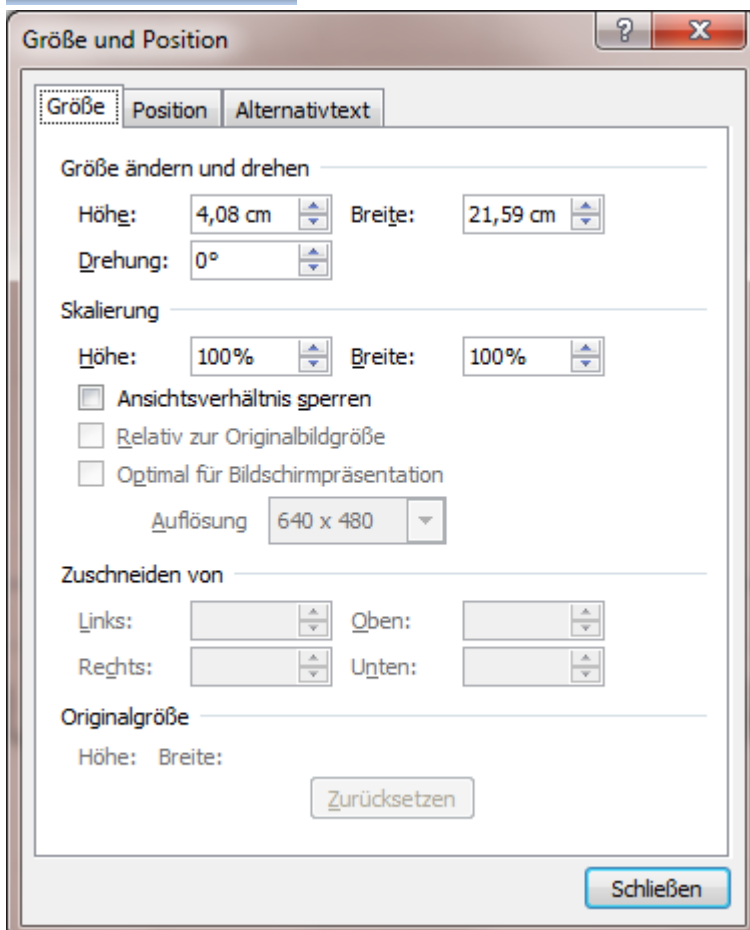 Größe und Position
Größe Position Alternativtext
Größe ändern und drehen
Höhe: 4,08 cm Breite: 21,59 cm
Drehung: 0°
Skalierung
Höhe: 100% Breite: 100%
Ansichtsverhältnis sperren
Relativ zur Originalbildgröße
Optimal für Bildschirmpräsentation
Auflösung 640 x 480
Zuschneiden von
Links: Oben:
Rechts: Unten:
Originalgröße
Höhe: Breite:
Zurücksetzen
Schließen